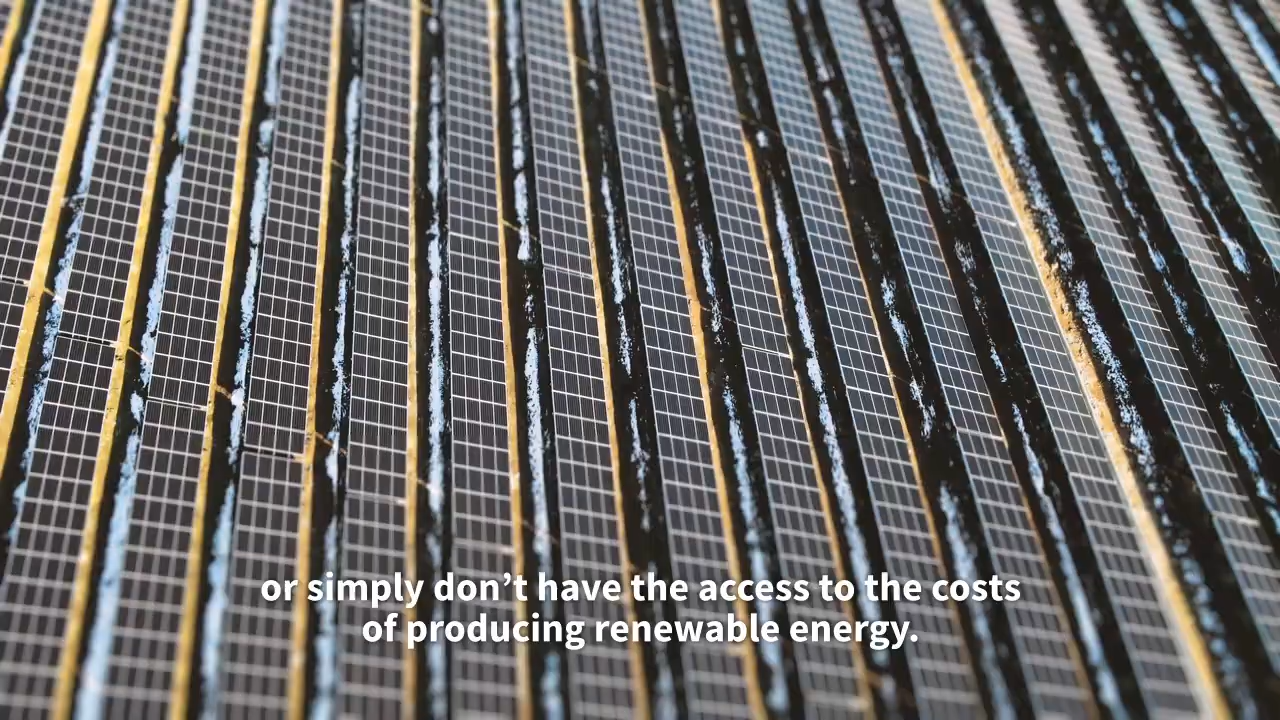 or simply don’t have the access to the costs
of producing renewable energy.